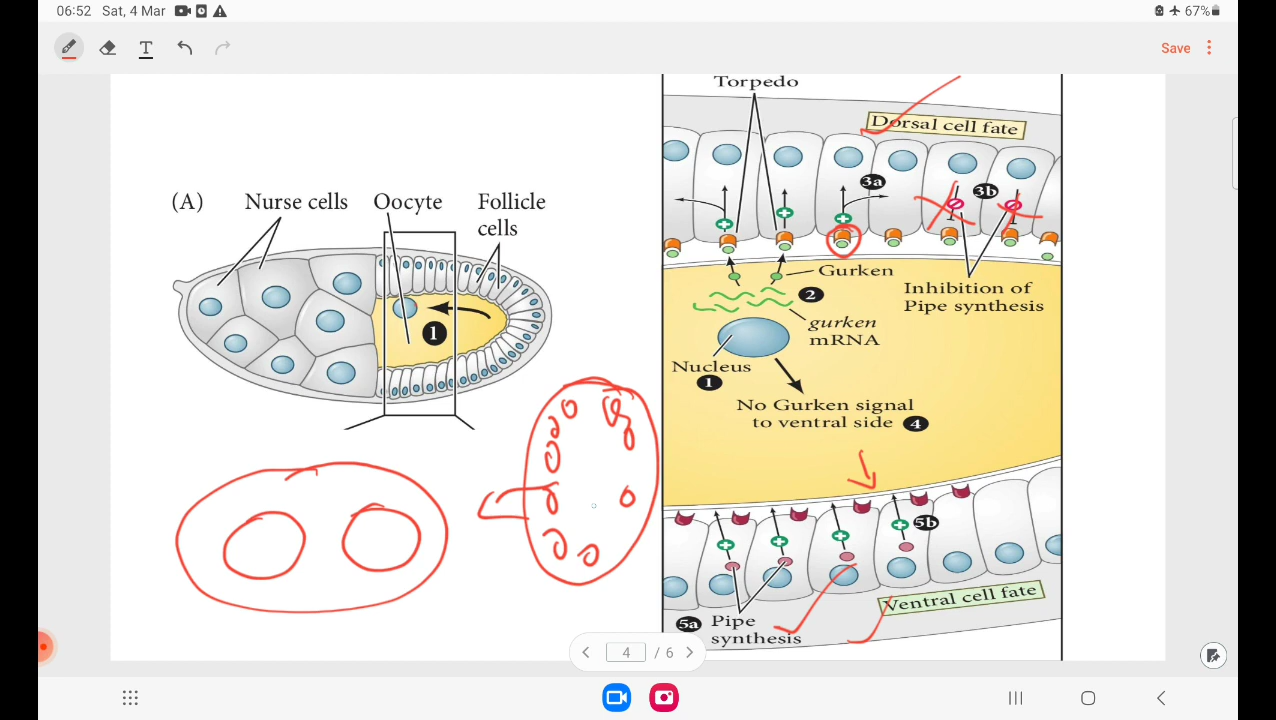 06:52 Sat, 4 Mar
67%
T
Save
(A)
Nurse cells
Oocyte
Follicle
cells
1
Torpedo
Dorsal cell fate
3a
3b
Gurken
2
gurken
mRNA
Inhibition of
Pipe synthesis
Nucleus
1
No Gurken signal
to ventral side 4
5b
Ventral cell fate
5a Pipe
synthesis
4 / 6